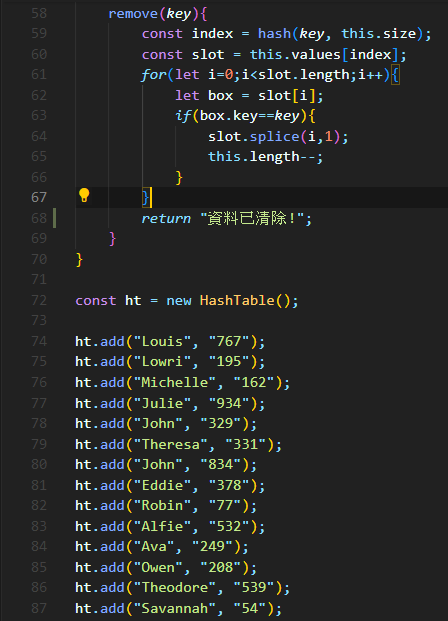 58 remove(key){
59 const index = hash(key, this.size);
60 const slot = this.values[index];
61 for(let i=0;i<slot.length;i++){
62 let box = slot[i];
63 if(box.key==key){
64 slot.splice(i,1);
65 this.length--;
66 }
67 }
68 return "資料已清除!";
69 }
70 }
71
72 const ht = new HashTable();
73
74 ht.add("Louis", "767");
75 ht.add("Lowri", "195");
76 ht.add("Michelle", "162");
77 ht.add("Julie", "934");
78 ht.add("John", "329");
79 ht.add("Theresa", "331");
80 ht.add("John", "834");
81 ht.add("Eddie", "378");
82 ht.add("Robin", "77");
83 ht.add("Alfie", "532");
84 ht.add("Ava", "249");
85 ht.add("Owen", "208");
86 ht.add("Theodore", "539");
87 ht.add("Savannah", "54");